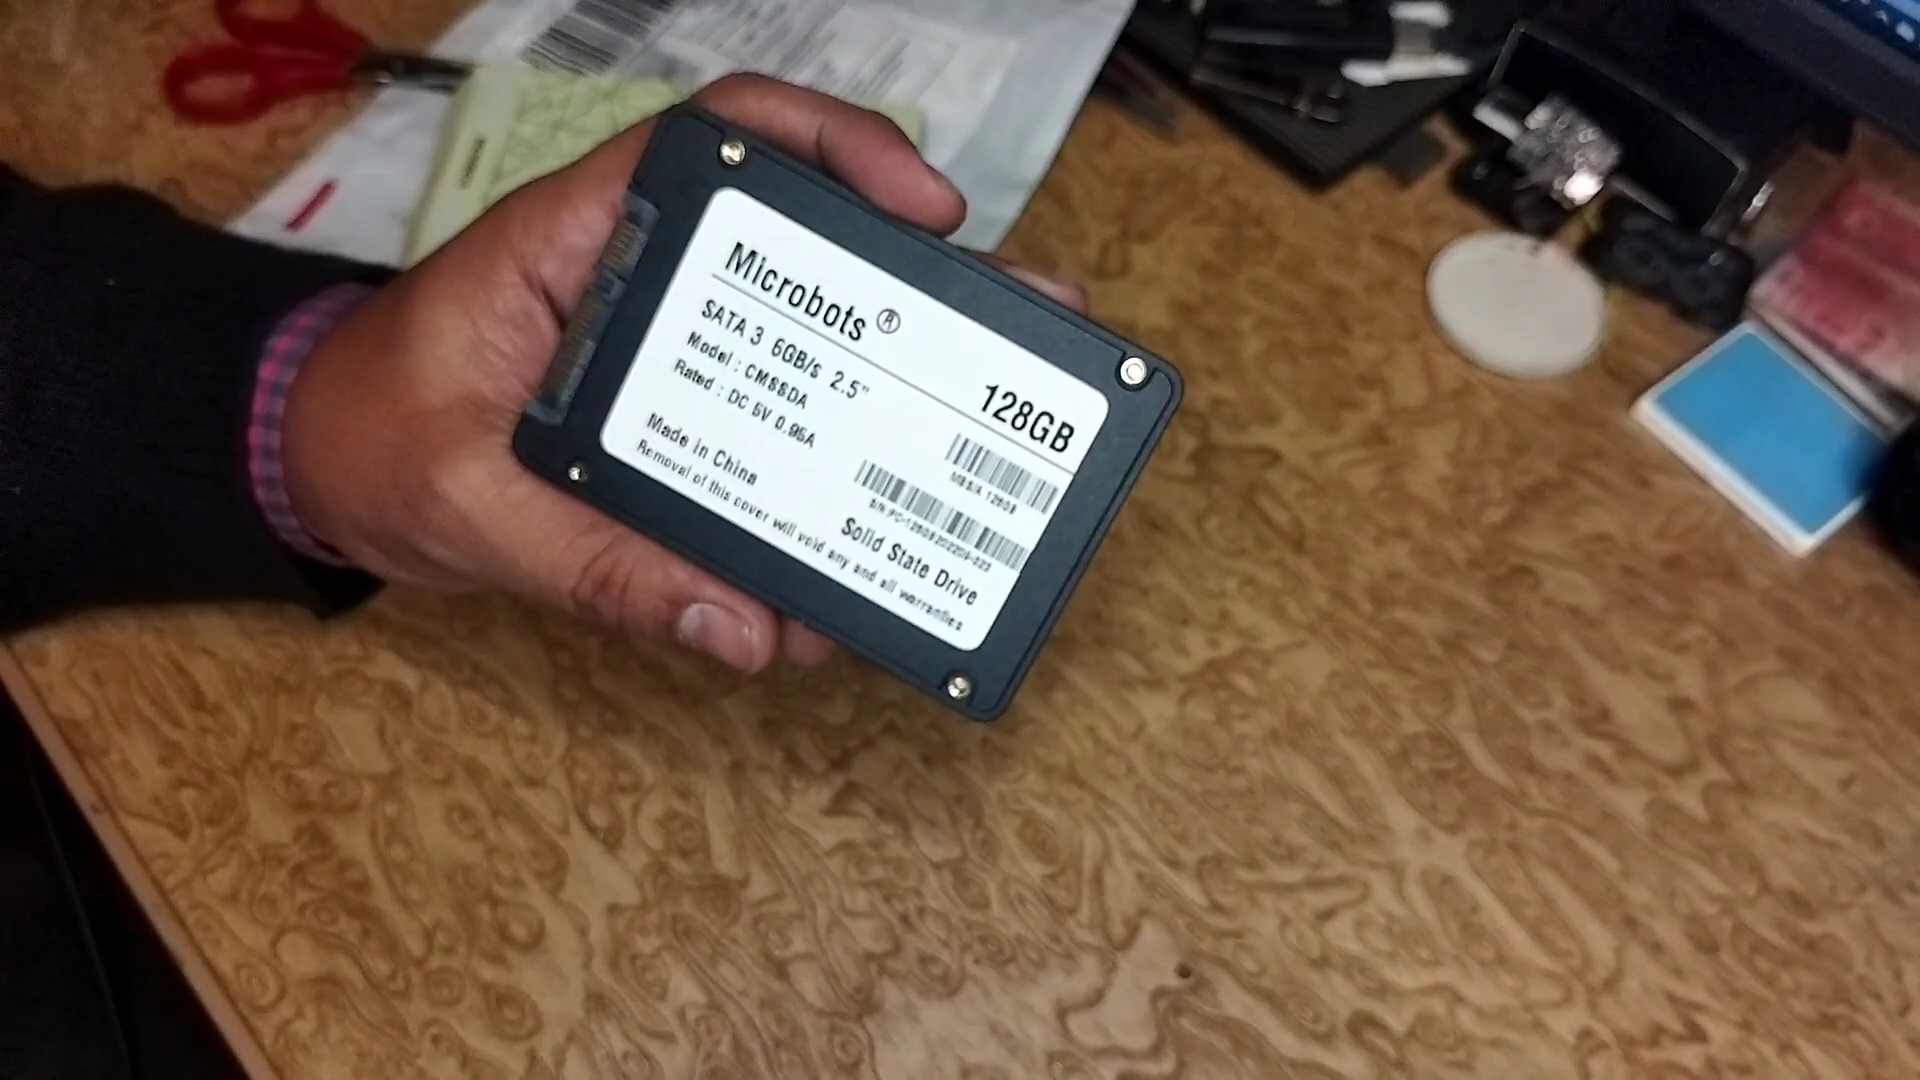 Microbots ®
128GB
SATA 3 6GB/s 2.5"
Model : CMSSDA
Rated : DC 5V 0.95A
Made in China
Solid State Drive
Removal of this cover will void any and all warranties